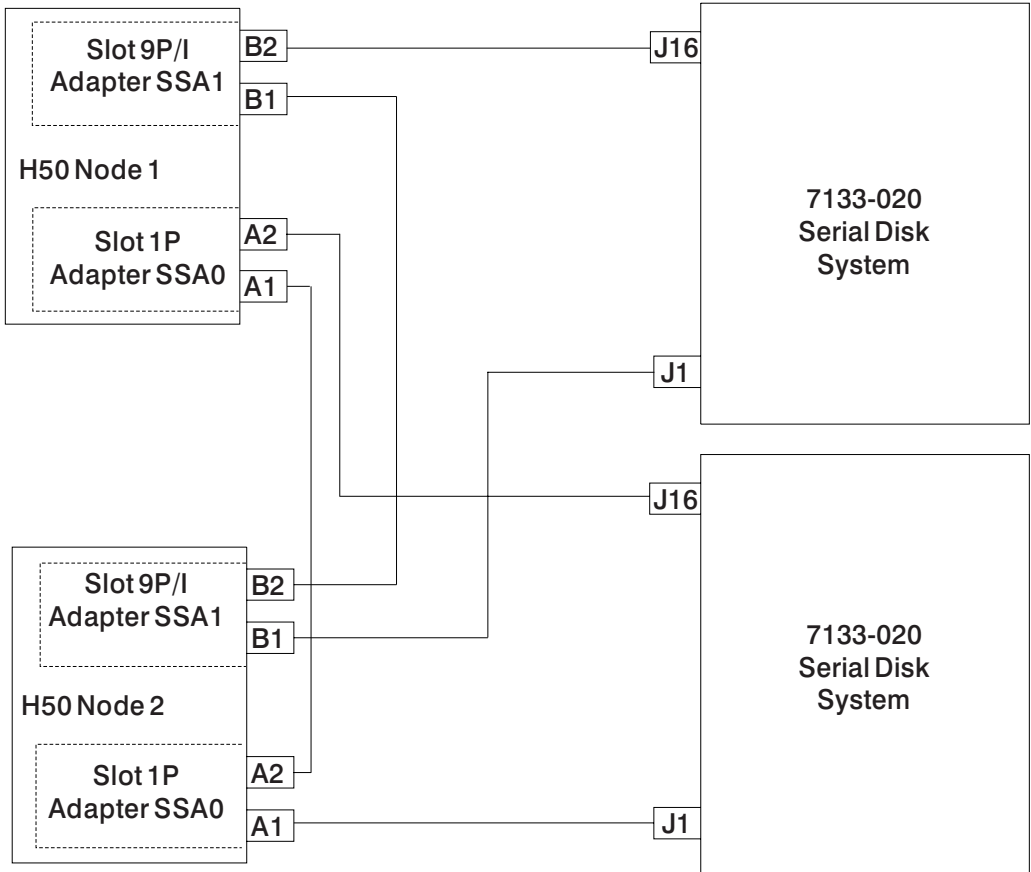 Slot 9P/I
Adapter SSA1
B2
B1
H50 Node 1
Slot 1P
Adapter SSA0
A2
A1
J16
7133-020
Serial Disk
System
J1
J16
7133-020
Serial Disk
System
J1
Slot 9P/I
Adapter SSA1
B2
B1
H50 Node 2
Slot 1P
Adapter SSA0
A2
A1